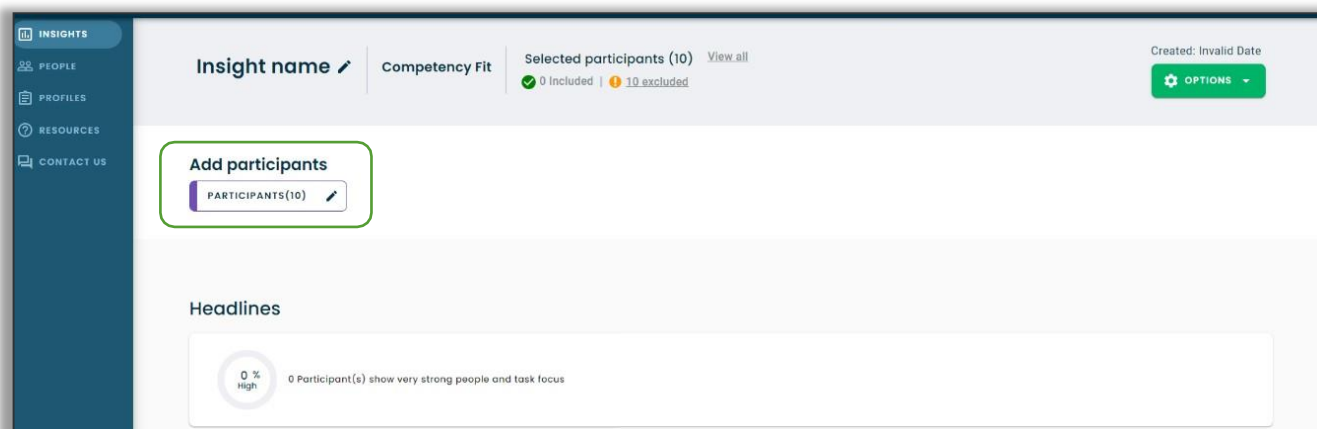 INSIGHTS
PEOPLE
PROFILES
RESOURCES
CONTACT US
Insight name
Competency Fit
Selected participants (10) View all
0 Included | 10 excluded
Created: Invalid Date
OPTIONS
Add participants
PARTICIPANTS(10)
Headlines
0 %
High
0 Participant(s) show very strong people and task focus